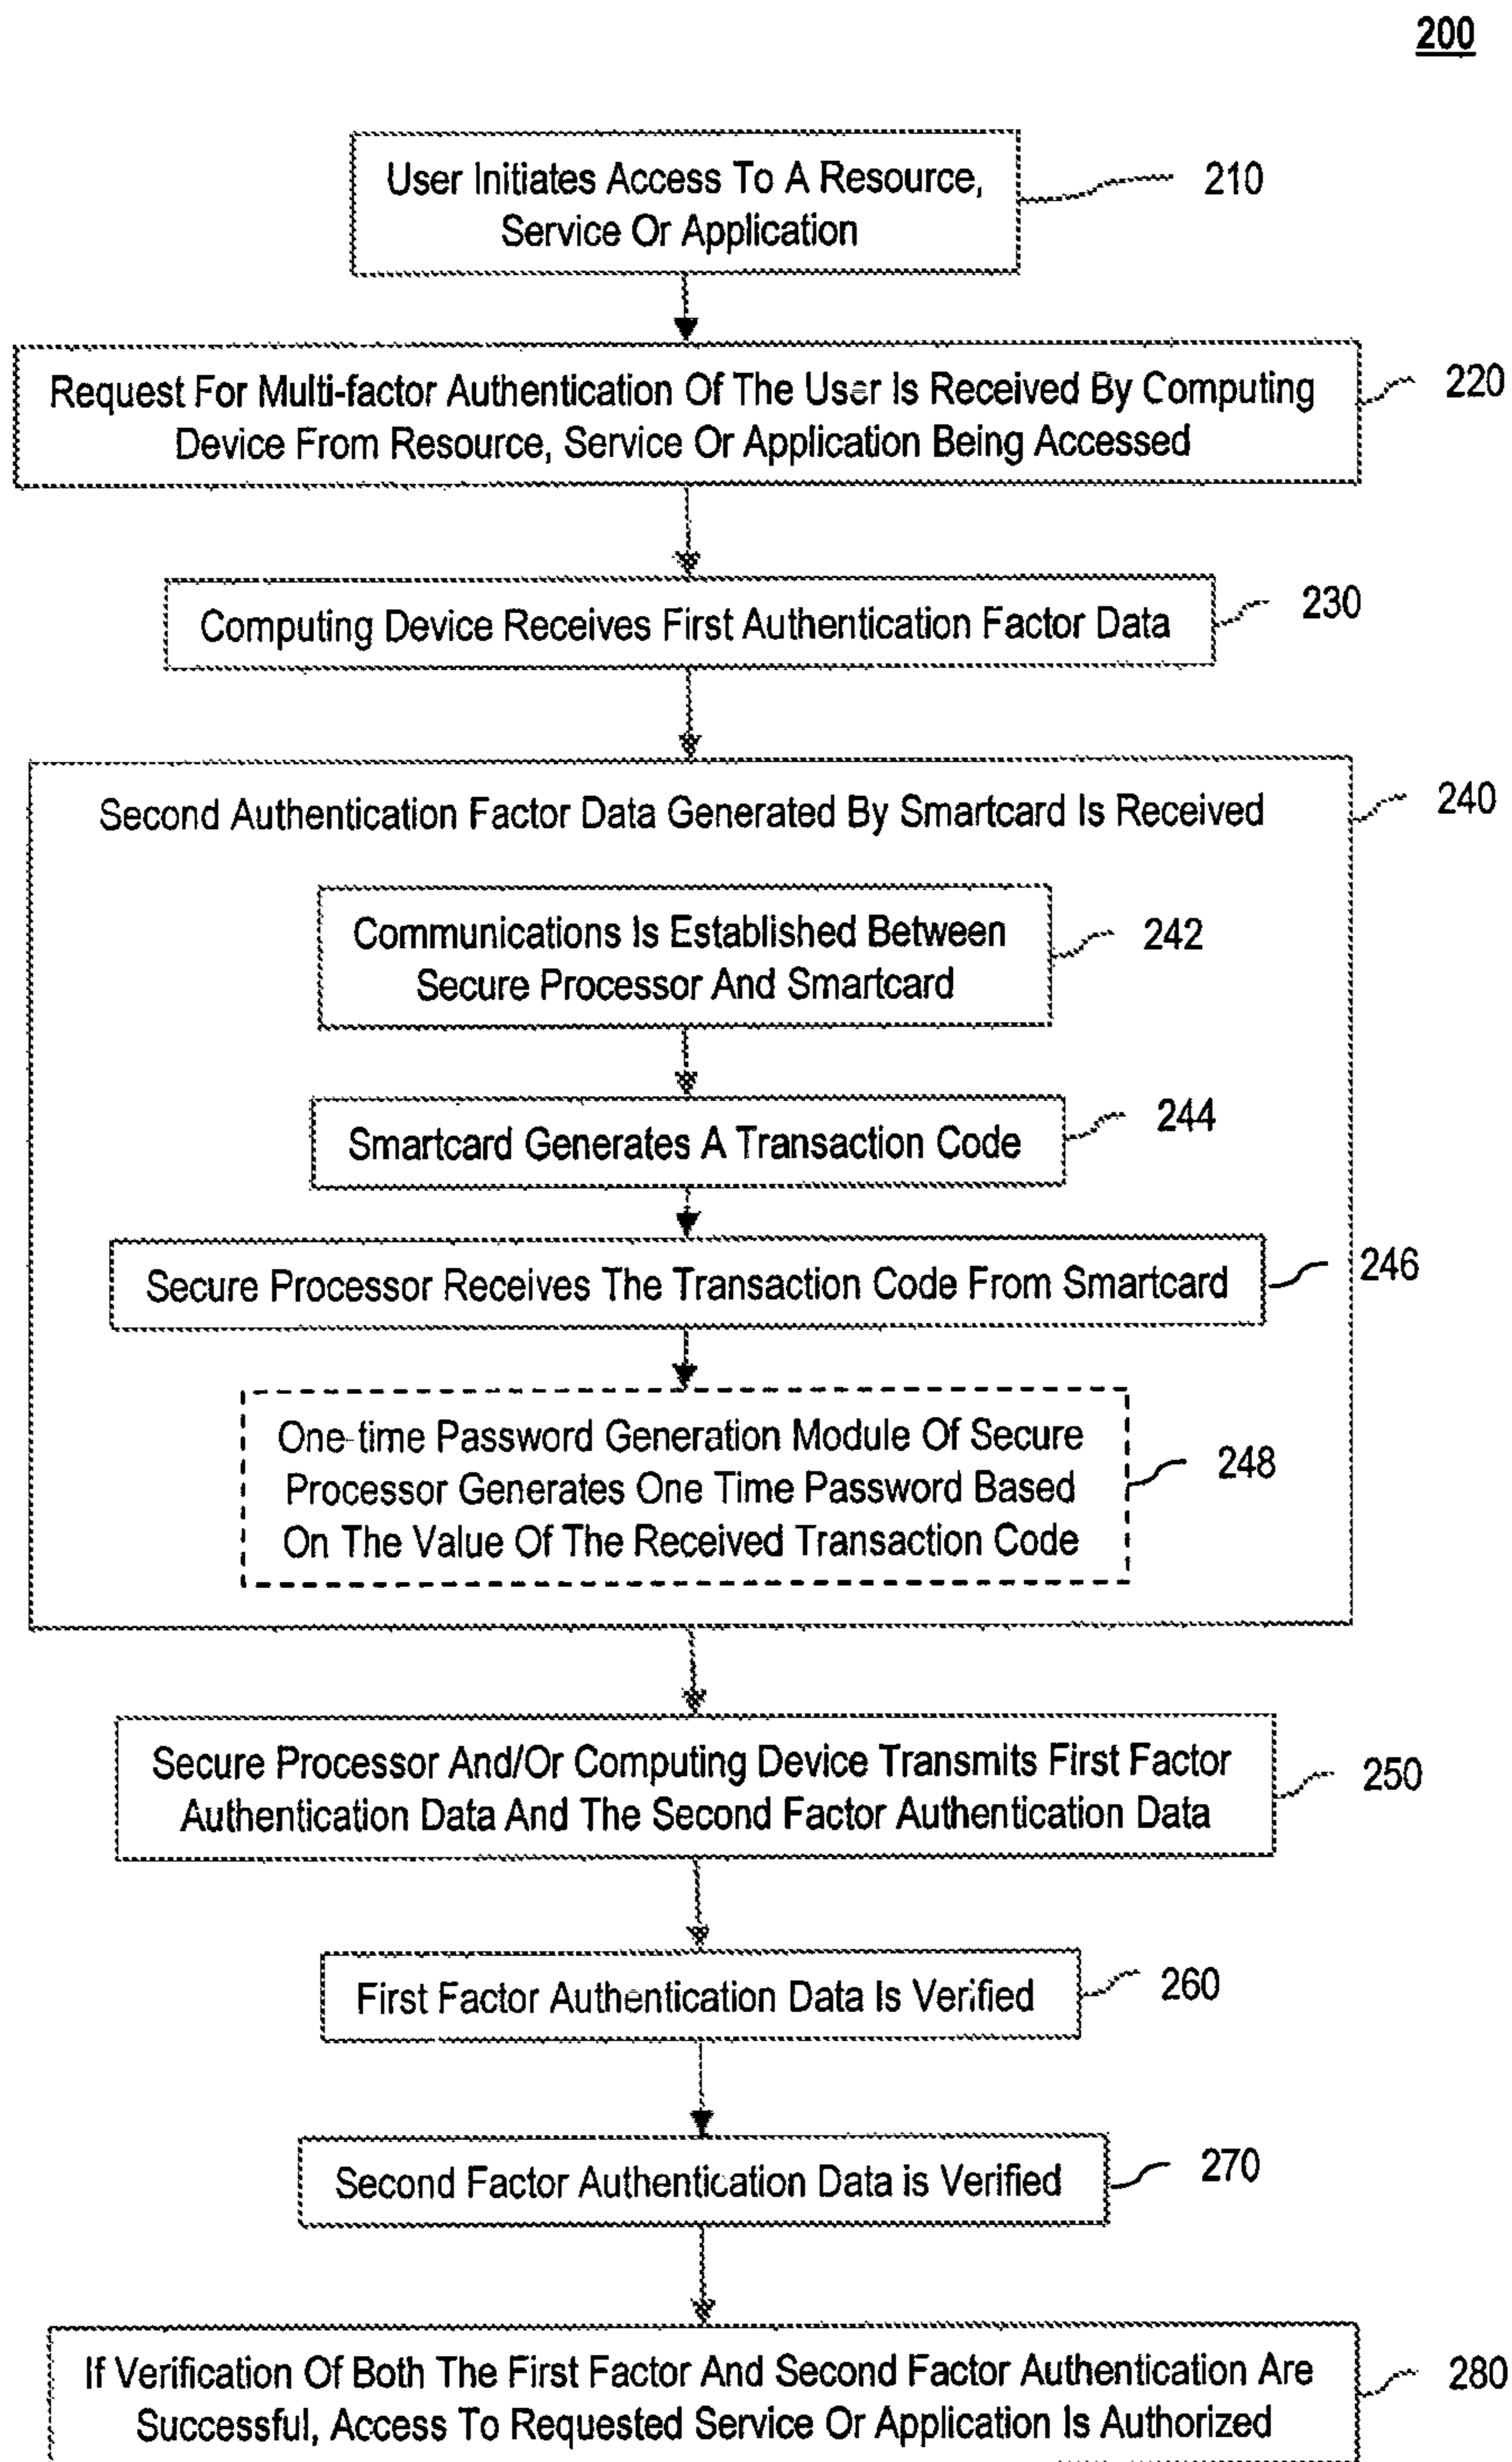 200
User Initiates Access To A Resource,
Service Or Application
210
Request For Multi-factor Authentication Of The User Is Received By Computing
Device From Resource, Service Or Application Being Accessed
220
Computing Device Receives First Authentication Factor Data
230
Second Authentication Factor Data Generated By Smartcard Is Received
240
Communications Is Established Between
Secure Processor And Smartcard
242
Smartcard Generates A Transaction Code
244
Secure Processor Receives The Transaction Code From Smartcard
246
One-time Password Generation Module Of Secure
Processor Generates One Time Password Based
On The Value Of The Received Transaction Code
248
Secure Processor And/Or Computing Device Transmits First Factor
Authentication Data And The Second Factor Authentication Data
250
First Factor Authentication Data Is Verified
260
Second Factor Authentication Data is Verified
270
If Verification Of Both The First Factor And Second Factor Authentication Are
Successful, Access To Requested Service Or Application Is Authorized
280